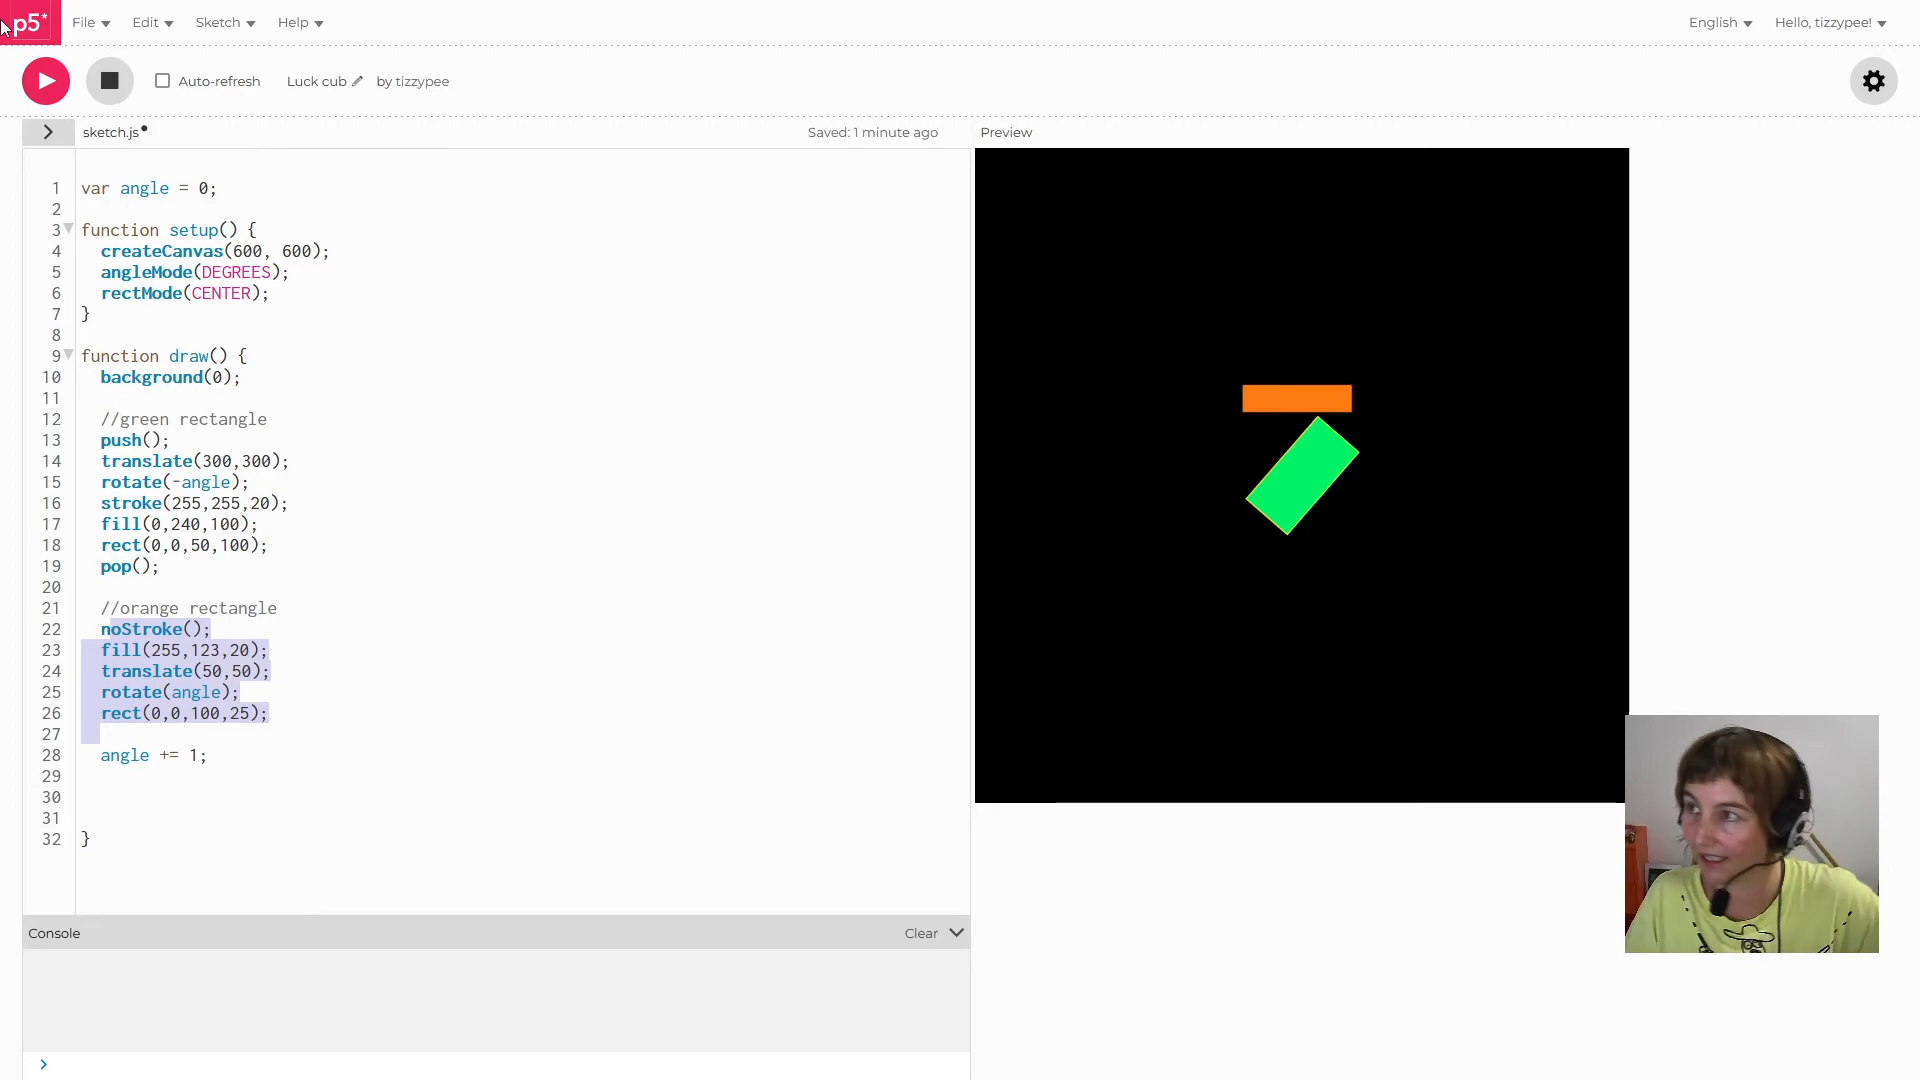 p5*
File
Edit
Sketch
Help
English
Hello, tizzypee!
Auto-refresh
Luck cub
by tizzypee
sketch.js
Saved: 1 minute ago
Preview
1 var angle = 0;
2
3 function setup() {
4 createCanvas(600, 600);
5 angleMode(DEGREES);
6 rectMode(CENTER);
7 }
8
9 function draw() {
10 background(0);
11
12 //green rectangle
13 push();
14 translate(300,300);
15 rotate(-angle);
16 stroke(255,255,20);
17 fill(0,240,100);
18 rect(0,0,50,100);
19 pop();
20
21 //orange rectangle
22 noStroke();
23 fill(255,123,20);
24 translate(50,50);
25 rotate(angle);
26 rect(0,0,100,25);
27
28 angle += 1;
29
30
31
32 }
Console
Clear
>